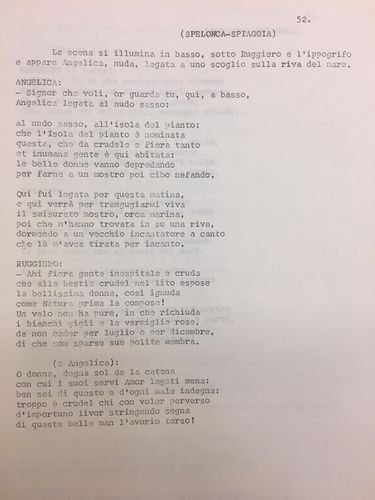 52.
(SPELONCA-SPIAGGIA)
La scena si illumina in basso, sotto Ruggiero e l'ippogrifo
e appare Angelica, nuda, legata a uno scoglio sulla riva del mare.
ANGELICA:
- Signor che voli, or guarda tu, qui, a basso,
Angelica legata al nudo sasso:
al nudo sasso, all'isola del pianto:
che l'Isola del pianto è nominata
questa, che da crudele e fiera tanto
et inumana gente è qui abitata:
le belle donne vanno depredando
per farne a un mostro poi cibo nefando.
Qui fui legata per questa matina,
e qui verrà per trangugiarmi viva
il smisurato mostro, orca marina,
poi che m'hanno trovata in su una riva,
dormendo a un vecchio incantatore a canto
che là m'avea tirata per incanto.
RUGGIERO:
- Ahi fiera gente inospitale e cruda
che alla bestia crudel nel lito espose
la bellissima donna, così ignuda
come Natura prima la compose!
Un velo non ha pure, in che richiuda
i bianchi gigli e le vermiglie rose,
da non cader per luglio o per dicembre,
di che son sparse sue polite membra.
(a Angelica):
O donna, degna sol de la catena
con cui i suoi servi Amor legati mena:
ben sei di questo e d'ogni male indegna:
troppo è crudel chi con voler perverso
d'importuno livor stringendo segna
di queste belle man l'avorio terso!